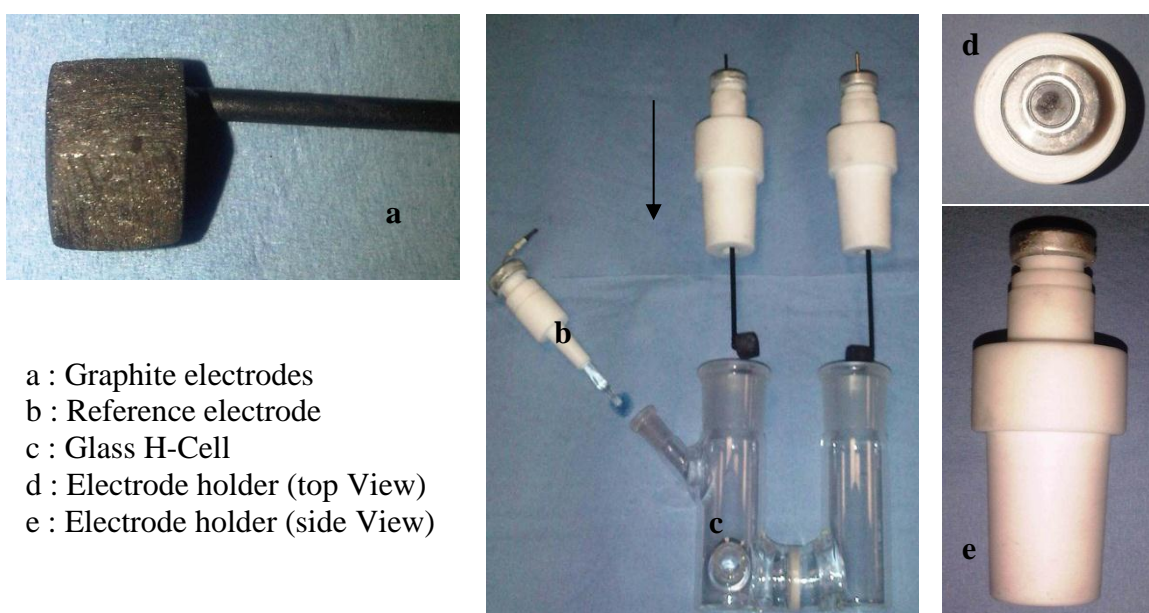 a
a : Graphite electrodes
b : Reference electrode
c : Glass H-Cell
d : Electrode holder (top View)
e : Electrode holder (side View)
b
c
d
e